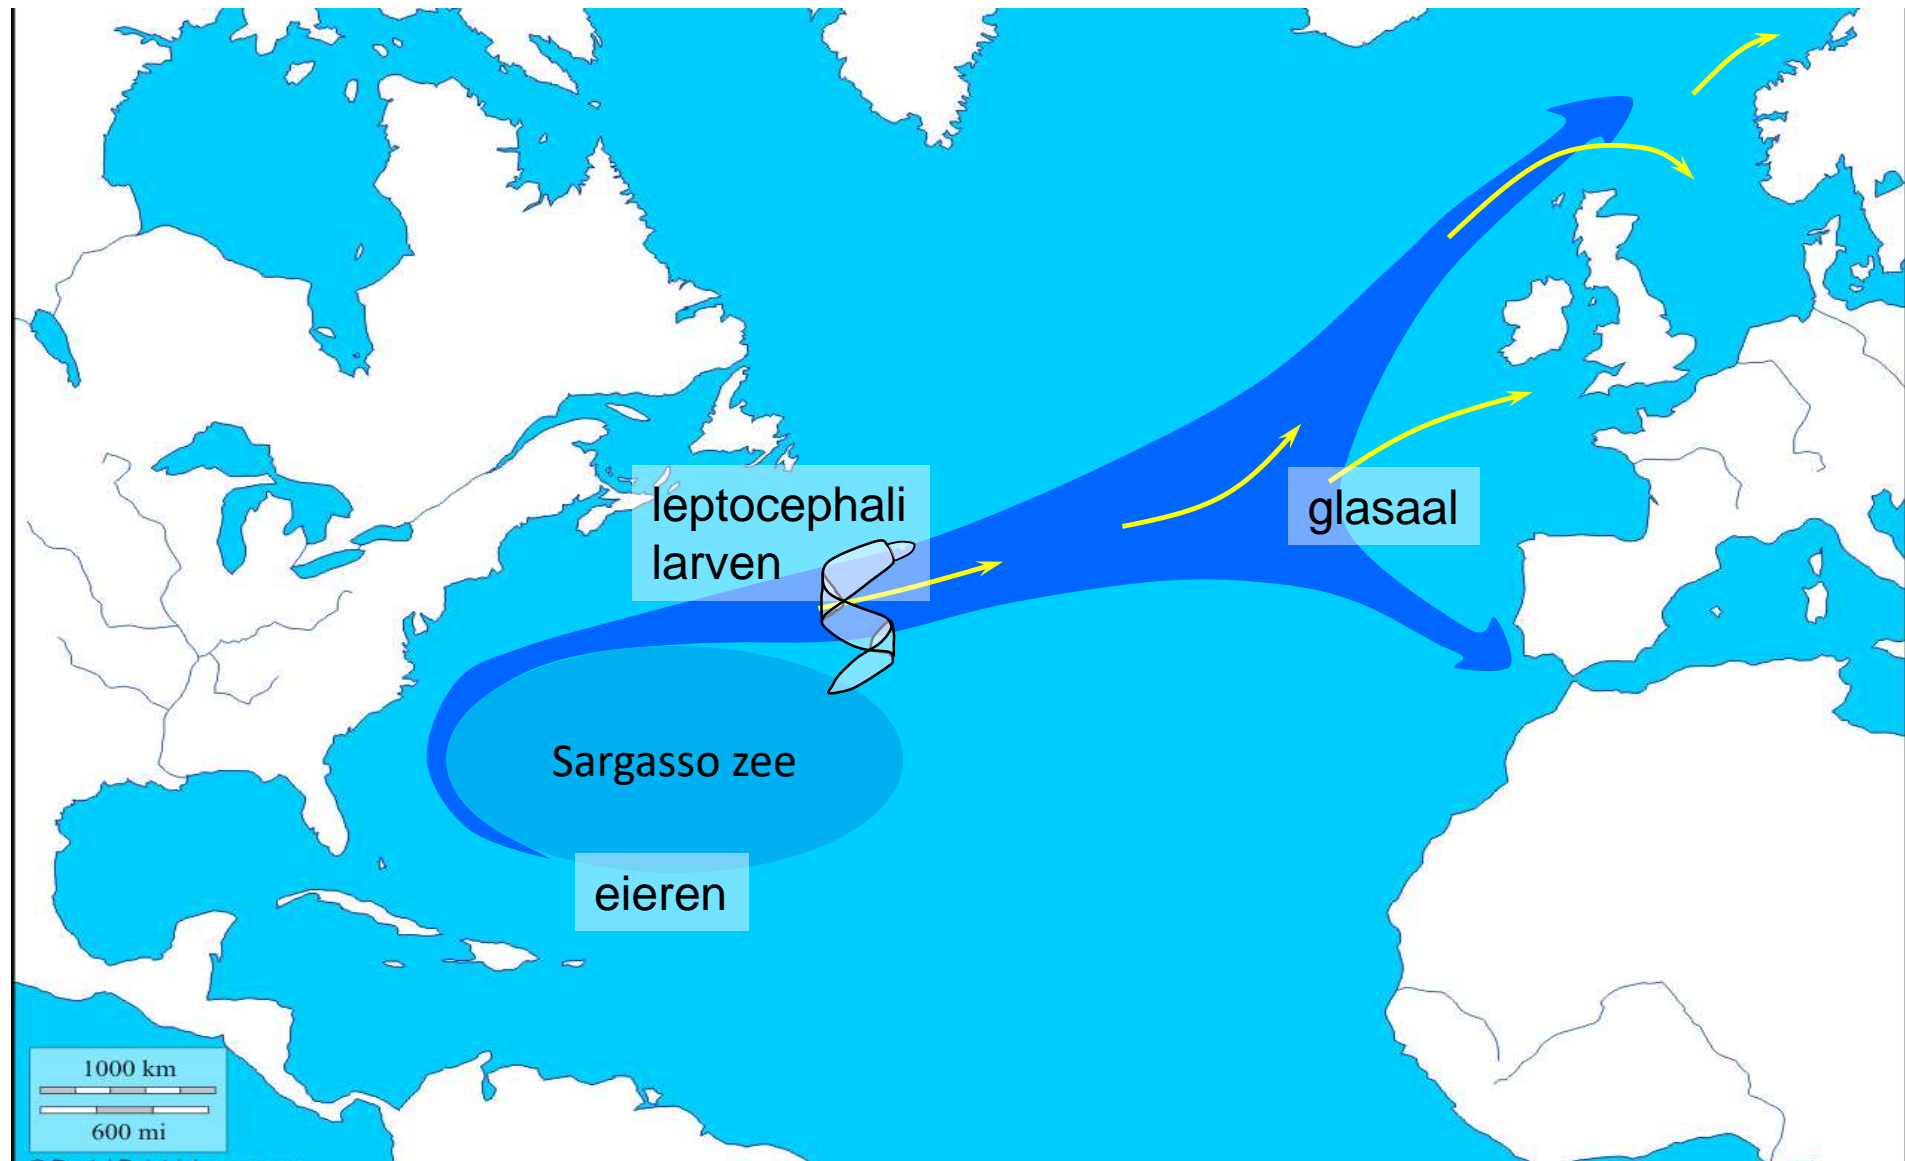 leptocephali
larven
glasaal
Sargasso zee
eieren
1000 km
600 mi